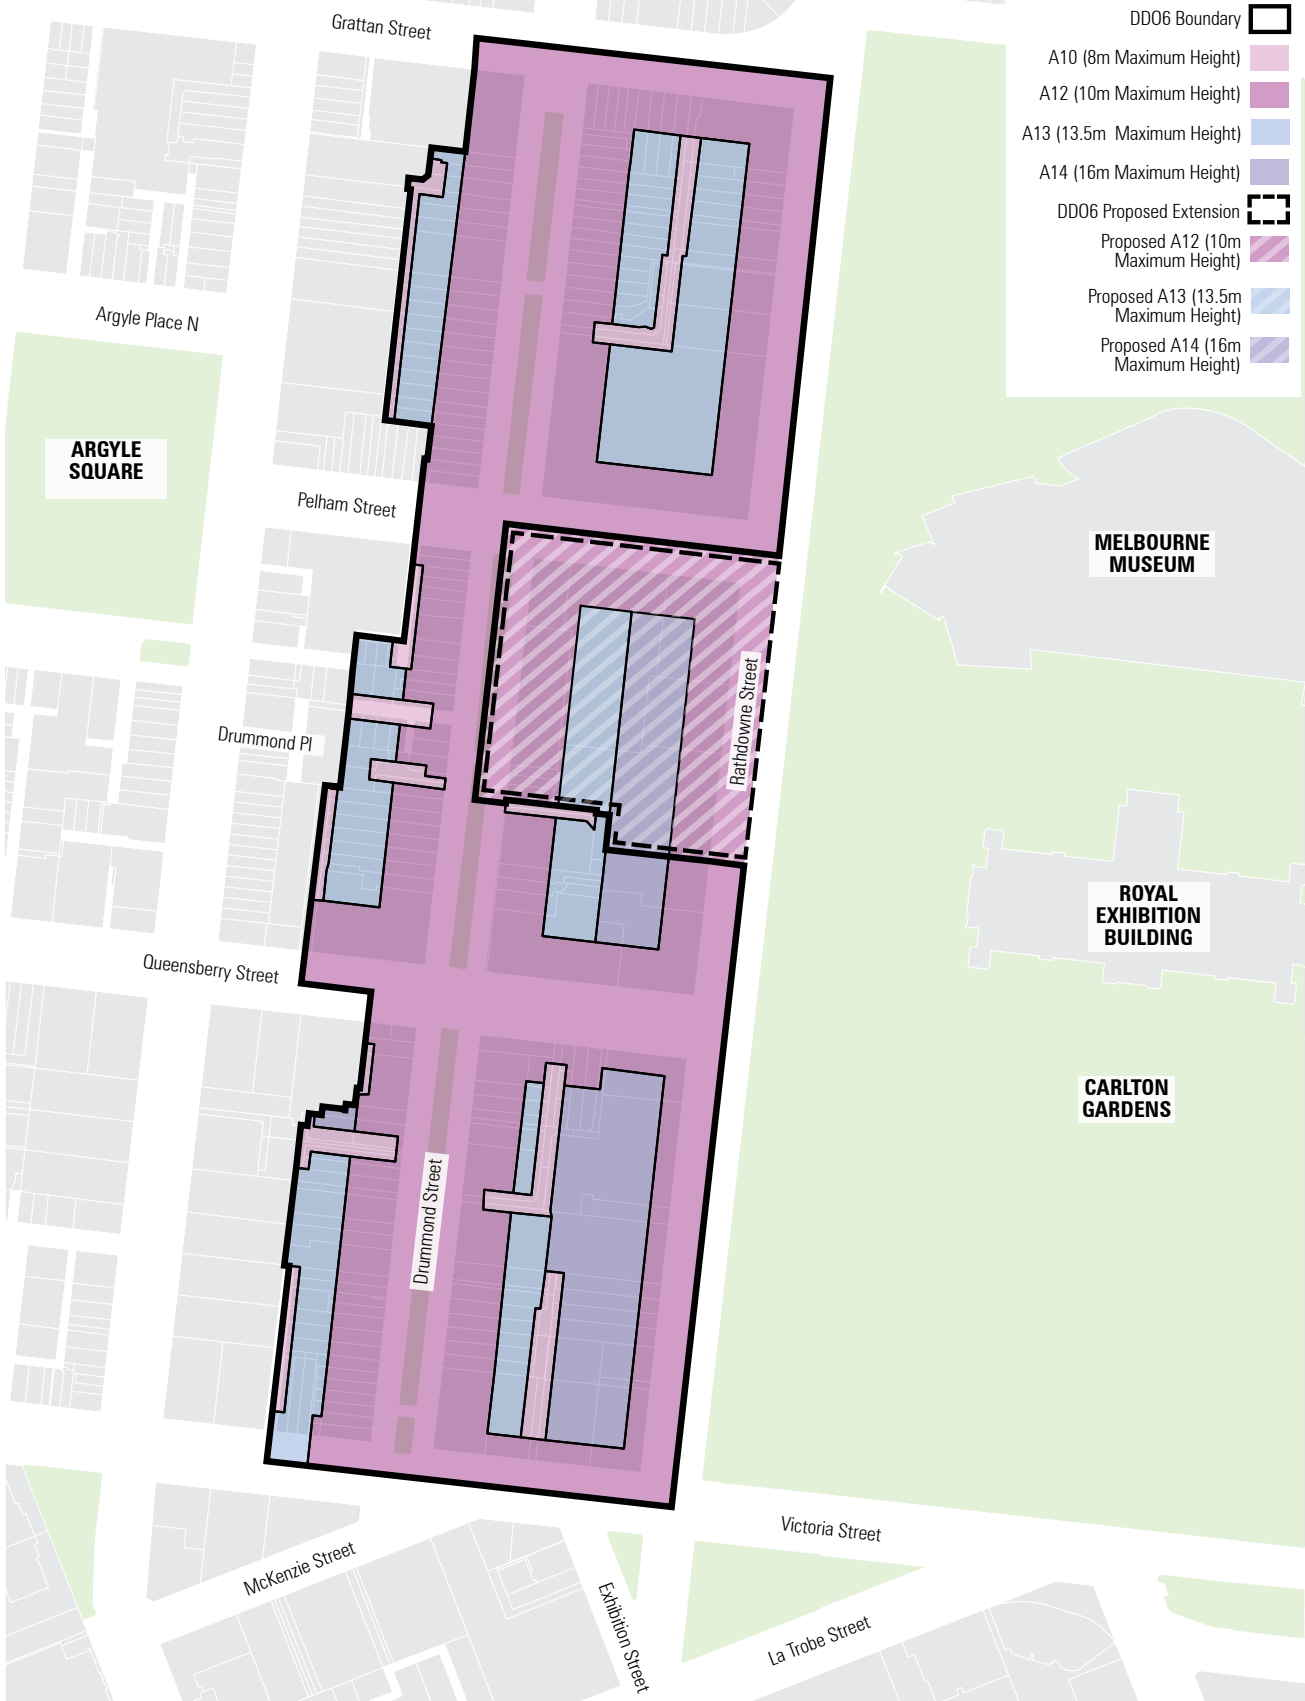 Grattan Street
DDO6 Boundary
A10 (8m Maximum Height)
A12 (10m Maximum Height)
A13 (13.5m Maximum Height)
A14 (16m Maximum Height)
DDO6 Proposed Extension
Proposed A12 (10m
Maximum Height)
Proposed A13 (13.5m
Maximum Height)
Proposed A14 (16m
Maximum Height)
Argyle Place N
ARGYLE
SQUARE
Pelham Street
MELBOURNE
MUSEUM
Rathdowne Street
Drummond Pl
ROYAL
EXHIBITION
BUILDING
Queensberry Street
CARLTON
GARDENS
Drummond Street
Victoria Street
McKenzie Street
Exhibition Street
La Trobe Street